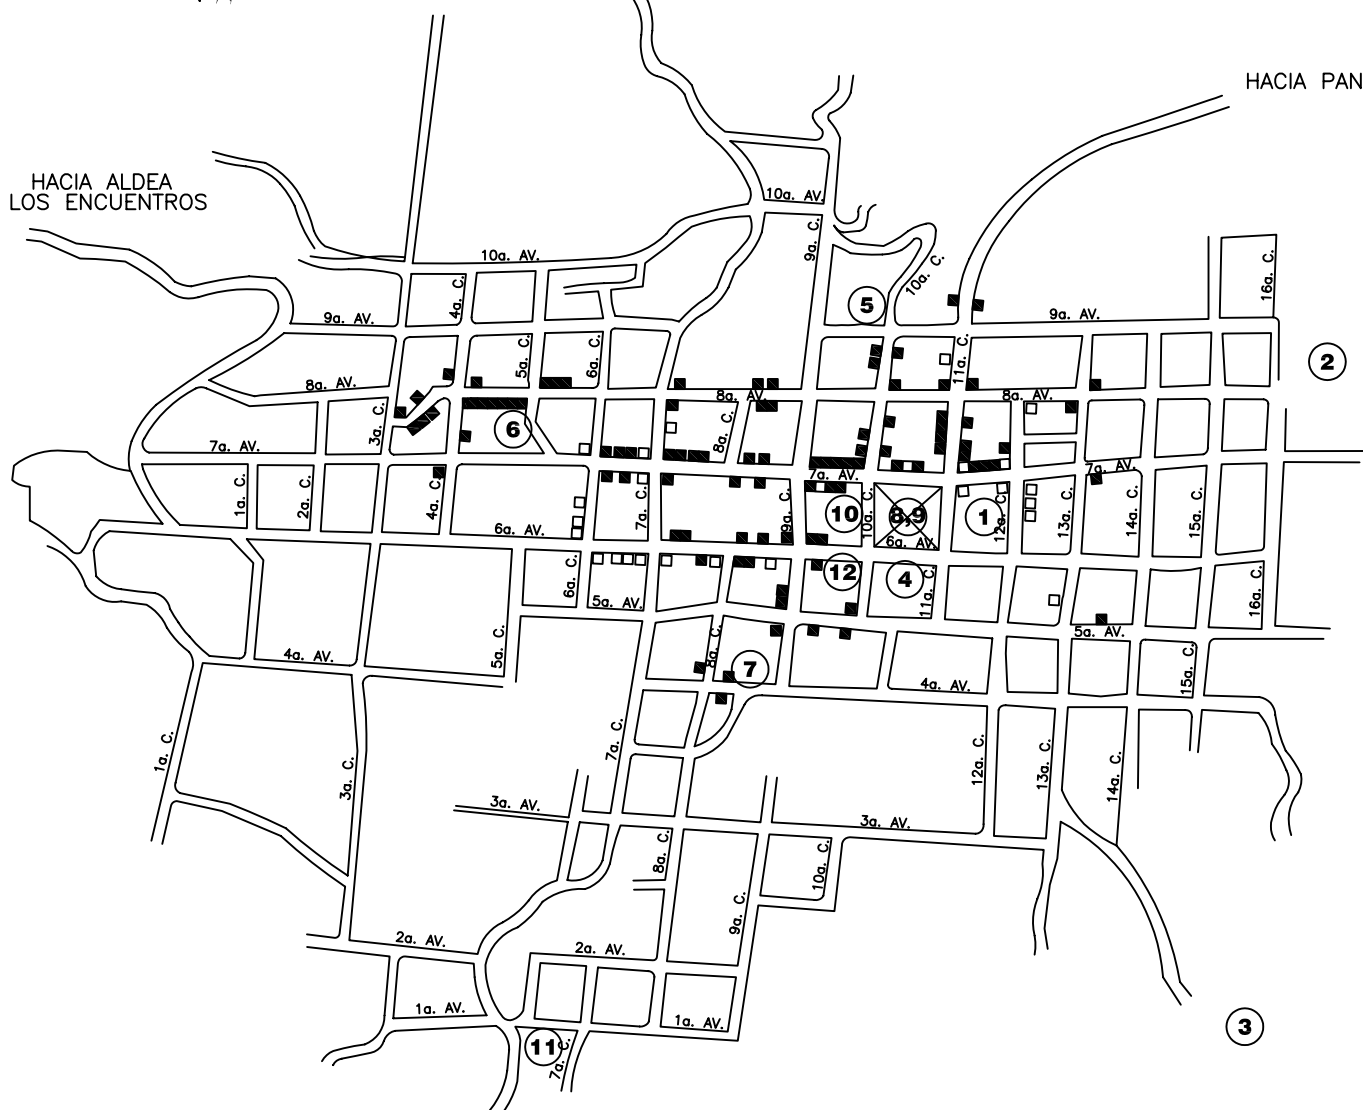 HACIA PAN
HACIA ALDEA
LOS ENCUENTROS
10a. AV.
9a. C.
10a. AV.
10a. C.
16a. C.
4a. C.
5
9a. AV.
9a. AV.
5a. C.
6a. C.
11a. C.
2
8a. AV.
8a. AV.
8a. AV.
3a. C.
8a. C.
6
7a. AV.
7a. AV.
7a. AV.
1a. C.
2a. C.
4a. C.
7a. C.
9a. C.
10
10a. C.
8,9
1
12a. C.
13a. C.
14a. C.
15a. C.
6a. AV.
6a. AV.
6a. C.
12
4
11a. C.
16a. C.
5a. AV.
5a. AV.
4a. AV.
5a. C.
8a. C.
7
4a. AV.
15a. C.
1a. C.
3a. C.
7a. C.
12a. C.
13a. C.
14a. C.
3a. AV.
3a. AV.
8a. C.
10a. C.
9a. C.
2a. AV.
2a. AV.
1a. AV.
1a. AV.
3
11
7a. C.